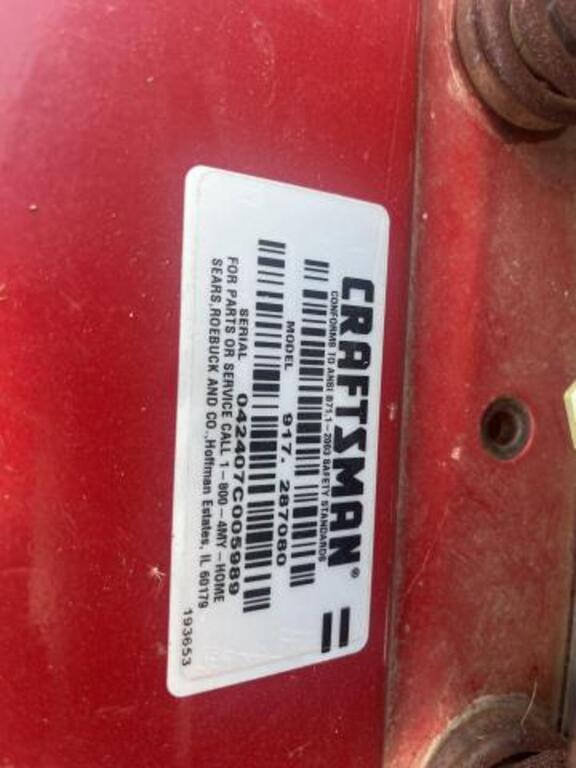 CRAFTSMAN®
CONFORMS TO ANSI B71.1-2003 SAFETY STANDARDS
MODEL 917. 287080
SERIAL 042407C005989
FOR PARTS OR SERVICE CALL 1-800-4MY-HOME
SEARS,ROEBUCK AND CO.,Hoffman Estates, IL 60179
193653